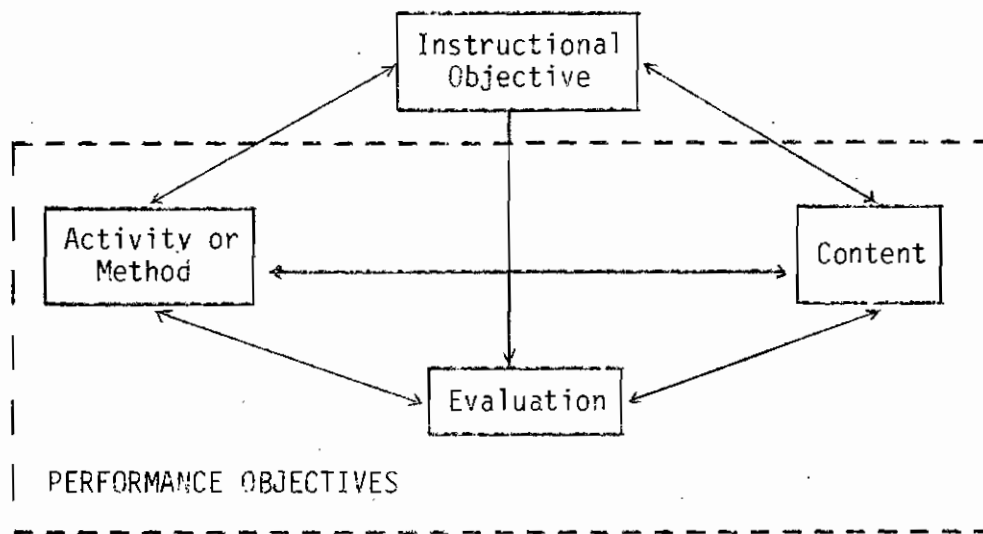 Instructional
Objective
Activity or
Method
Content
Evaluation
PERFORMANCE OBJECTIVES